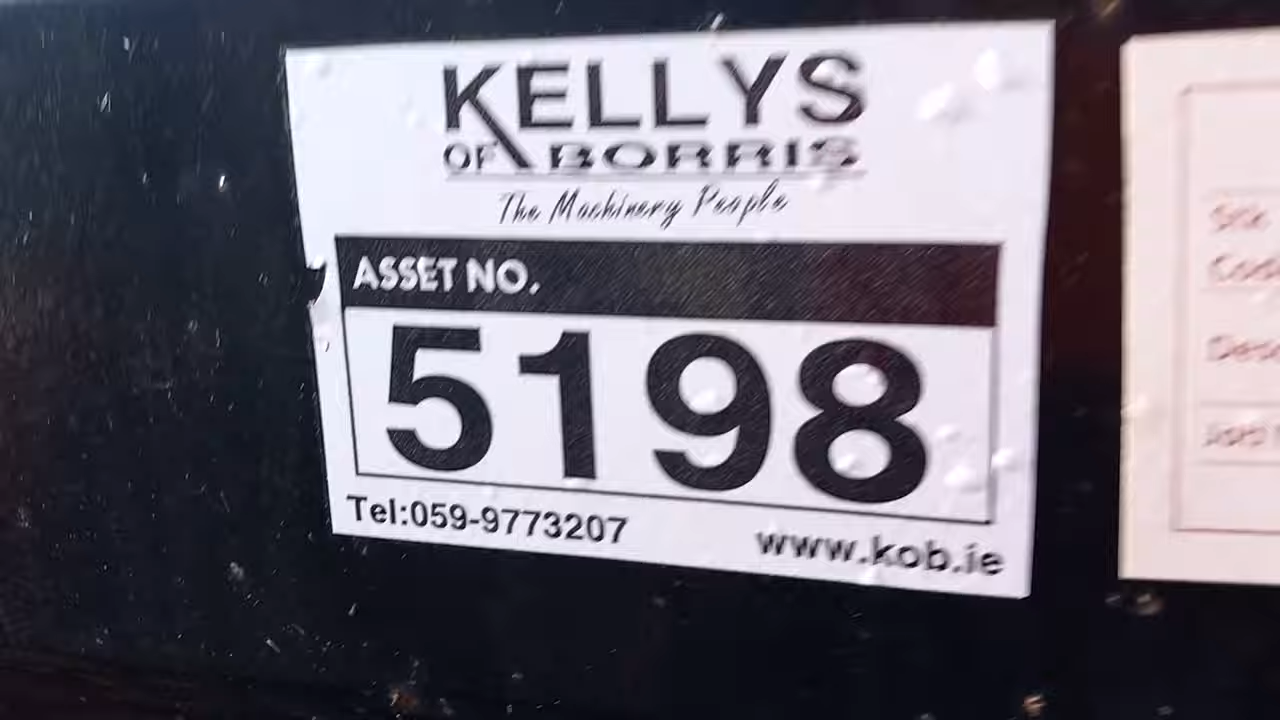 KELLYS
OF BORRIS
The Machinery People
ASSET NO.
5198
Tel:059-9773207
www.kob.ie